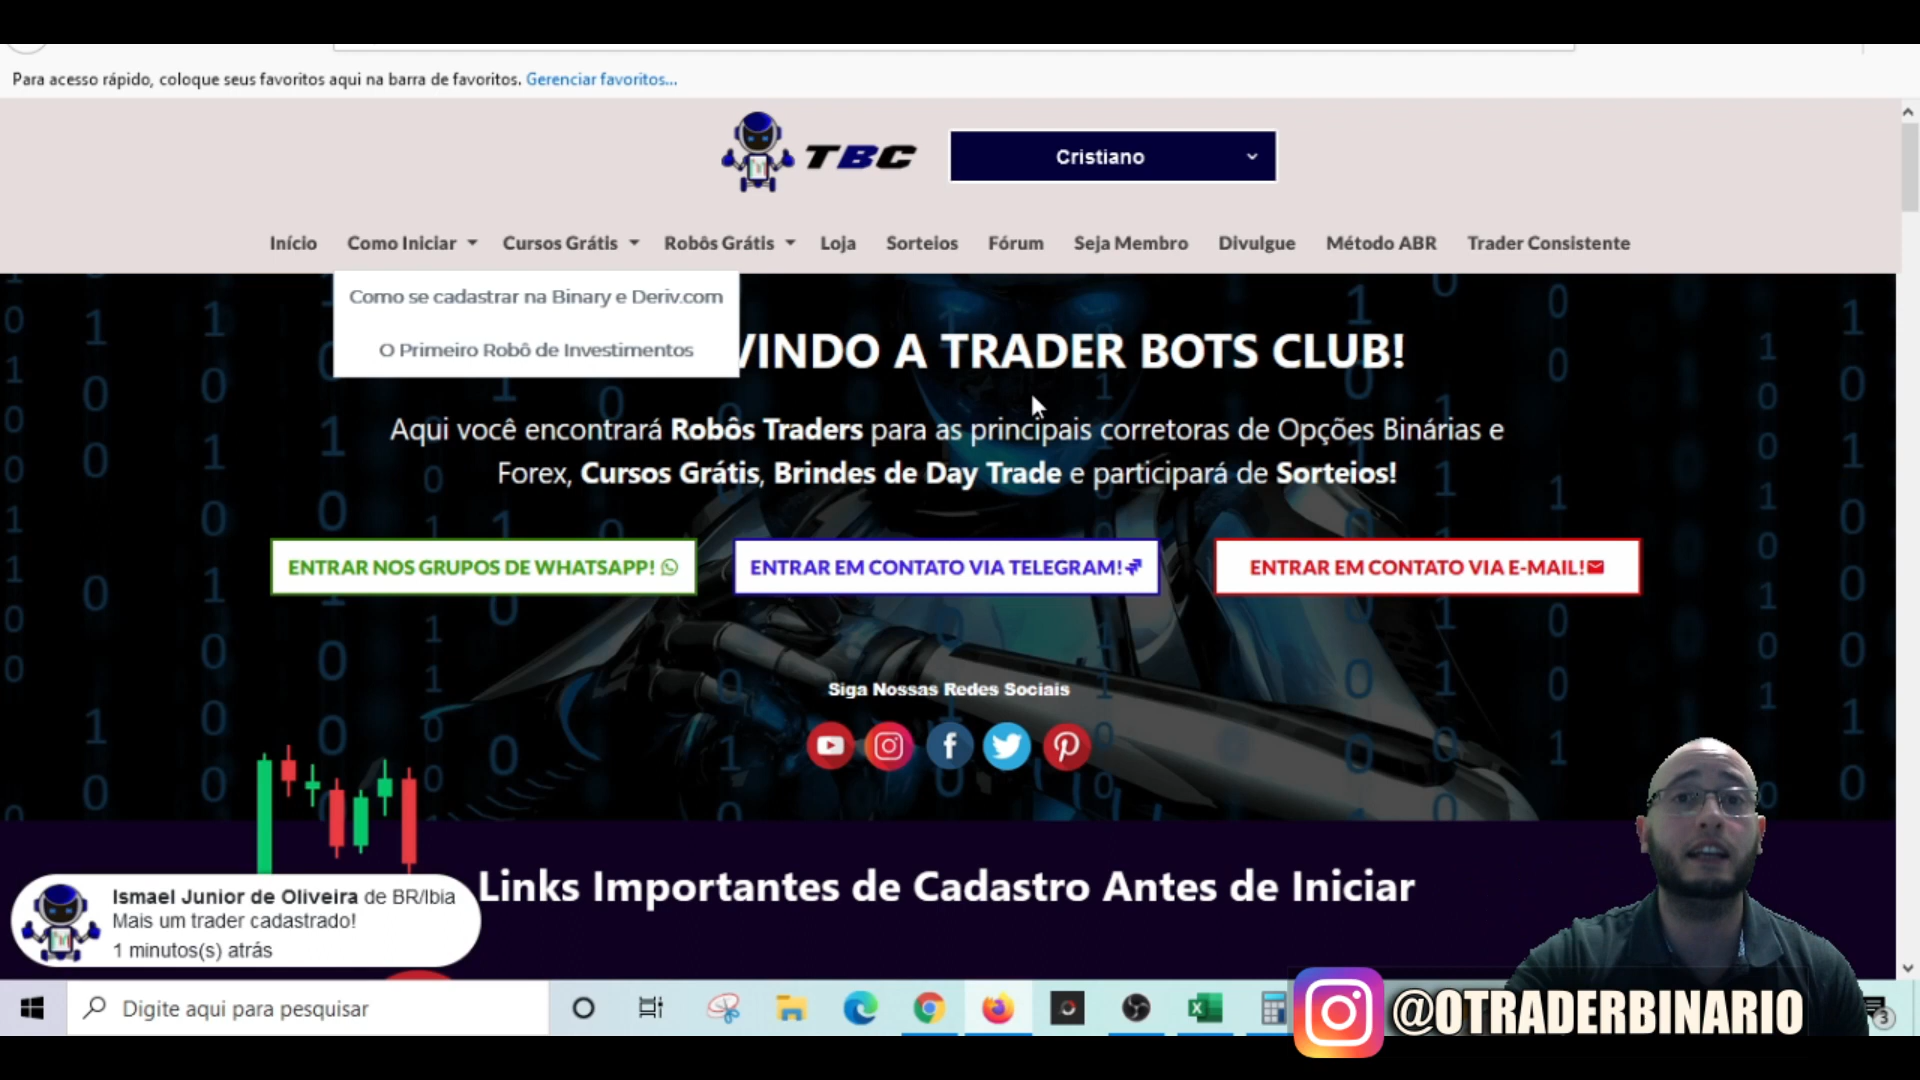 Para acesso rápido, coloque seus favoritos aqui na barra de favoritos. Gerenciar favoritos...
TBC
Cristiano
Início Como Iniciar Cursos Grátis Robôs Grátis Loja Sorteios Fórum Seja Membro Divulgue Método ABR Trader Consistente
Como se cadastrar na Binary e Deriv.com
O Primeiro Robô de Investimentos
VINDO A TRADER BOTS CLUB!
Aqui você encontrará Robôs Traders para as principais corretoras de Opções Binárias e
Forex, Cursos Grátis, Brindes de Day Trade e participará de Sorteios!
ENTRAR NOS GRUPOS DE WHATSAPP!
ENTRAR EM CONTATO VIA TELEGRAM!
ENTRAR EM CONTATO VIA E-MAIL!
Siga Nossas Redes Sociais
Links Importantes de Cadastro Antes de Iniciar
Ismael Junior de Oliveira de BR/Ibia
Mais um trader cadastrado!
1 minutos(s) atrás
Digite aqui para pesquisar
@OTRADERBINARIO
3